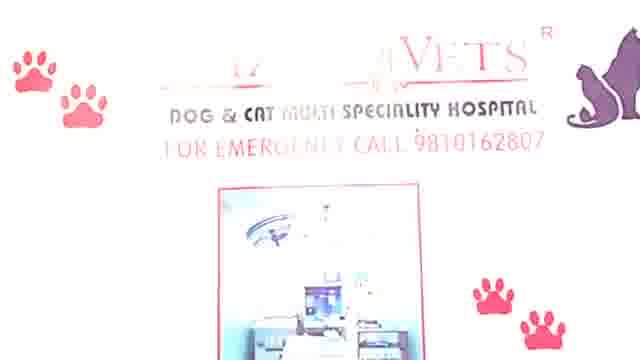 VETS ®
DOG & CAT MULTI SPECIALITY HOSPITAL
FOR EMERGENCY CALL 9810162807